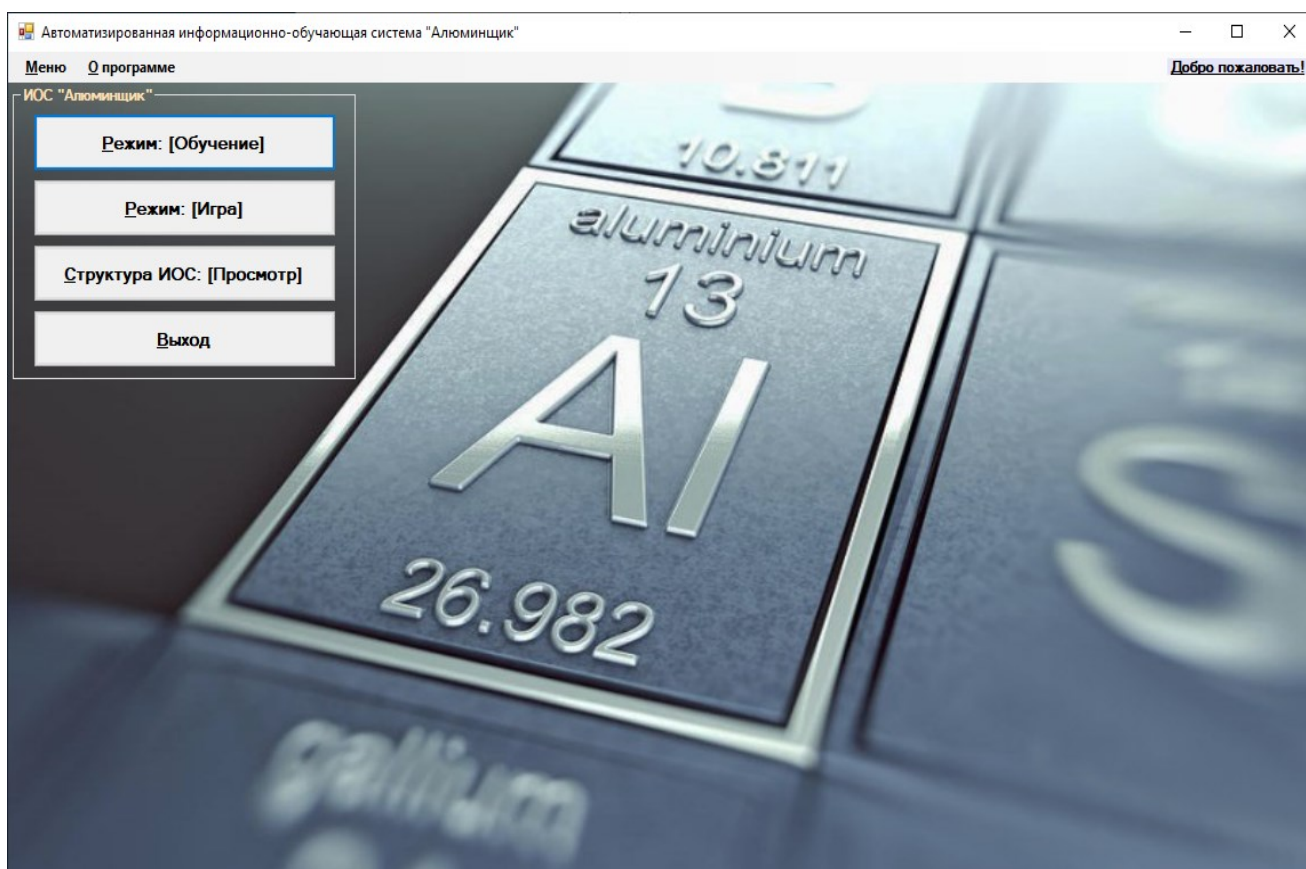 Автоматизированная информационно-обучающая система "Алюминщик"
Меню О программе Добро пожаловать!
ИОС "Алюминщик"
Режим: [Обучение]
Режим: [Игра]
Структура ИОС: [Просмотр]
Выход
10.811
aluminium
13
Al
26.982
gallium